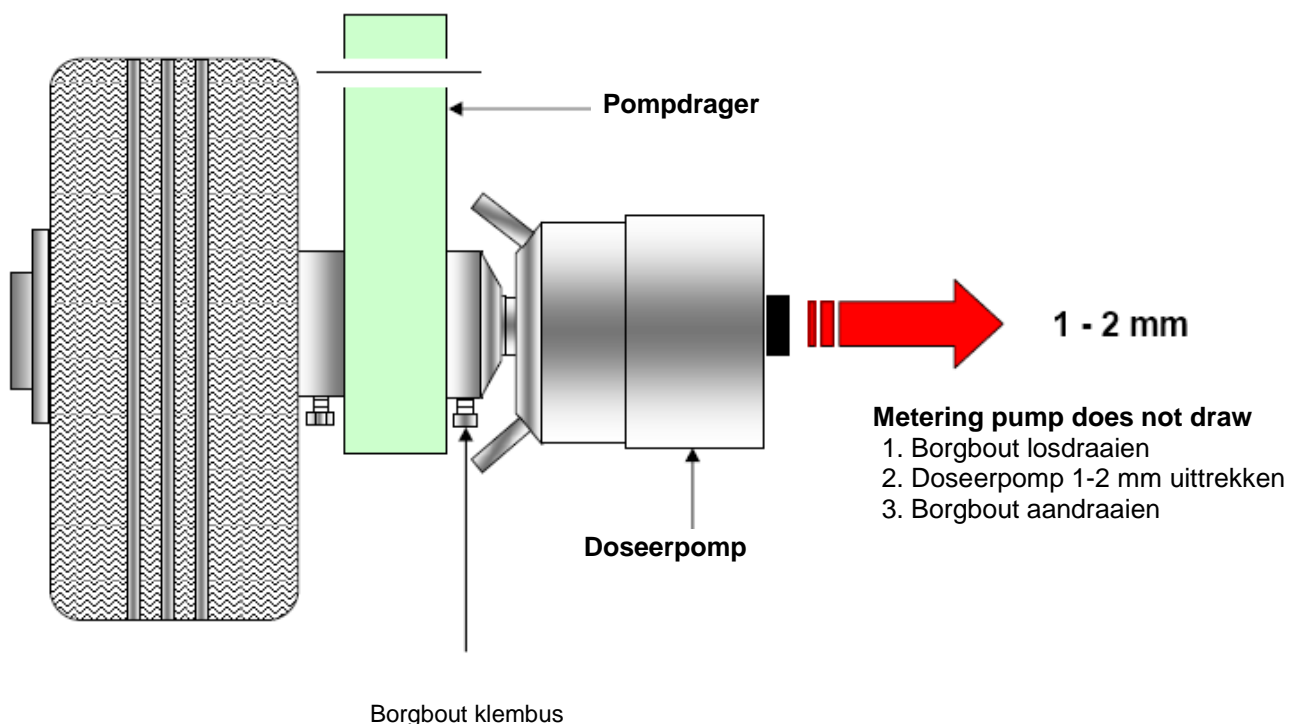 Pompdrager
1 - 2 mm
Metering pump does not draw
1. Borgbout losdraaien
2. Doseerpomp 1-2 mm uittrekken
3. Borgbout aandraaien
Doseerpomp
Borgbout klembus